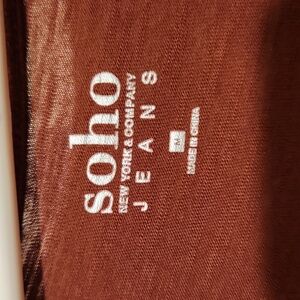 soho
NEW YORK & COMPANY
JEANS
M
MADE IN CHINA